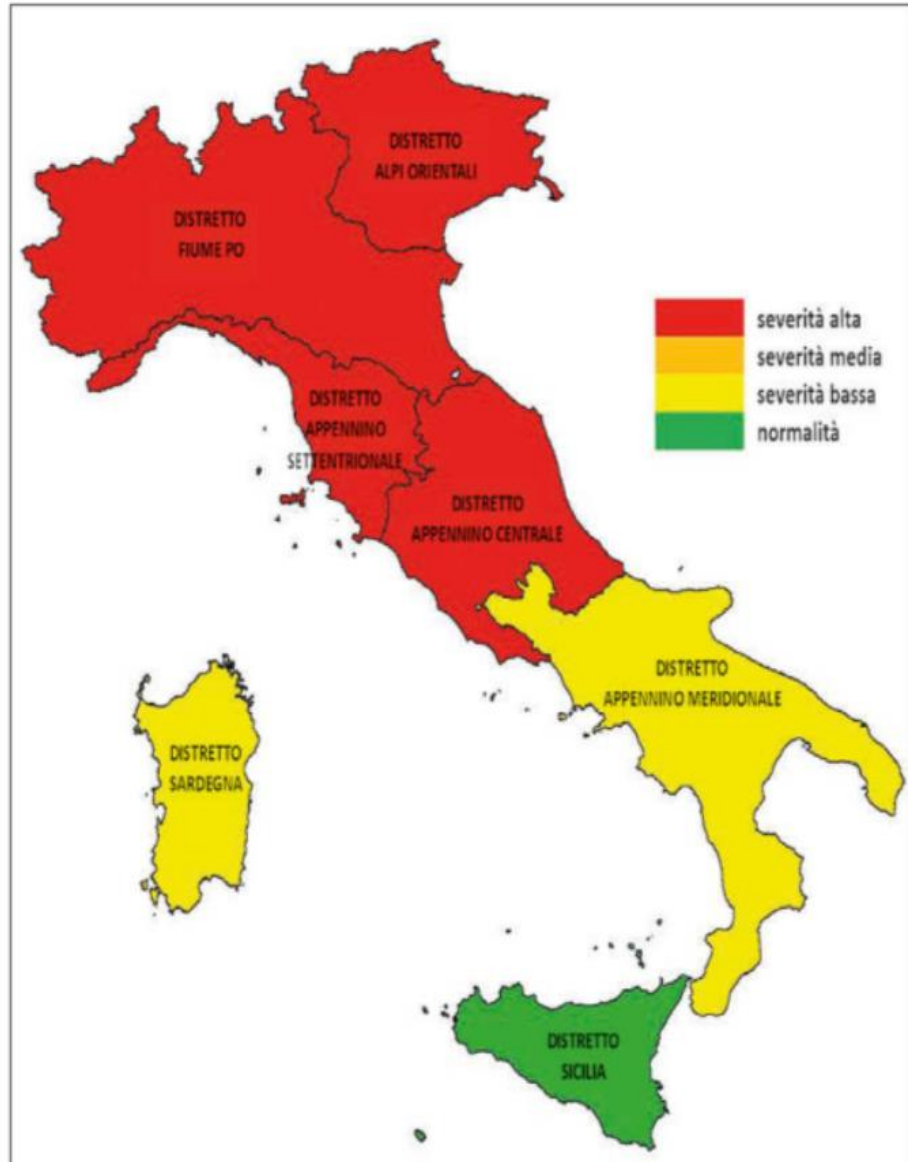 DISTRETTO
ALPI ORIENTALI
DISTRETTO
FIUME PO
severità alta
severità media
severità bassa
normalità
DISTRETTO
APPENNINO
SETTENTRIONALE
DISTRETTO
APPENNINO CENTRALE
DISTRETTO
APPENNINO MERIDIONALE
DISTRETTO
SARDEGNA
DISTRETTO
SICILIA